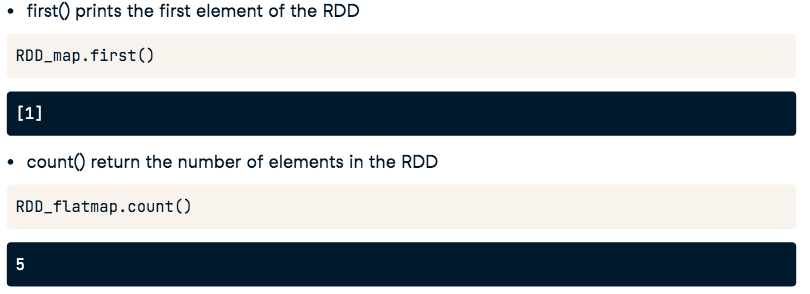 • first() prints the first element of the RDD
RDD_map.first()
[1]
• count() return the number of elements in the RDD
RDD_flatmap.count()
5